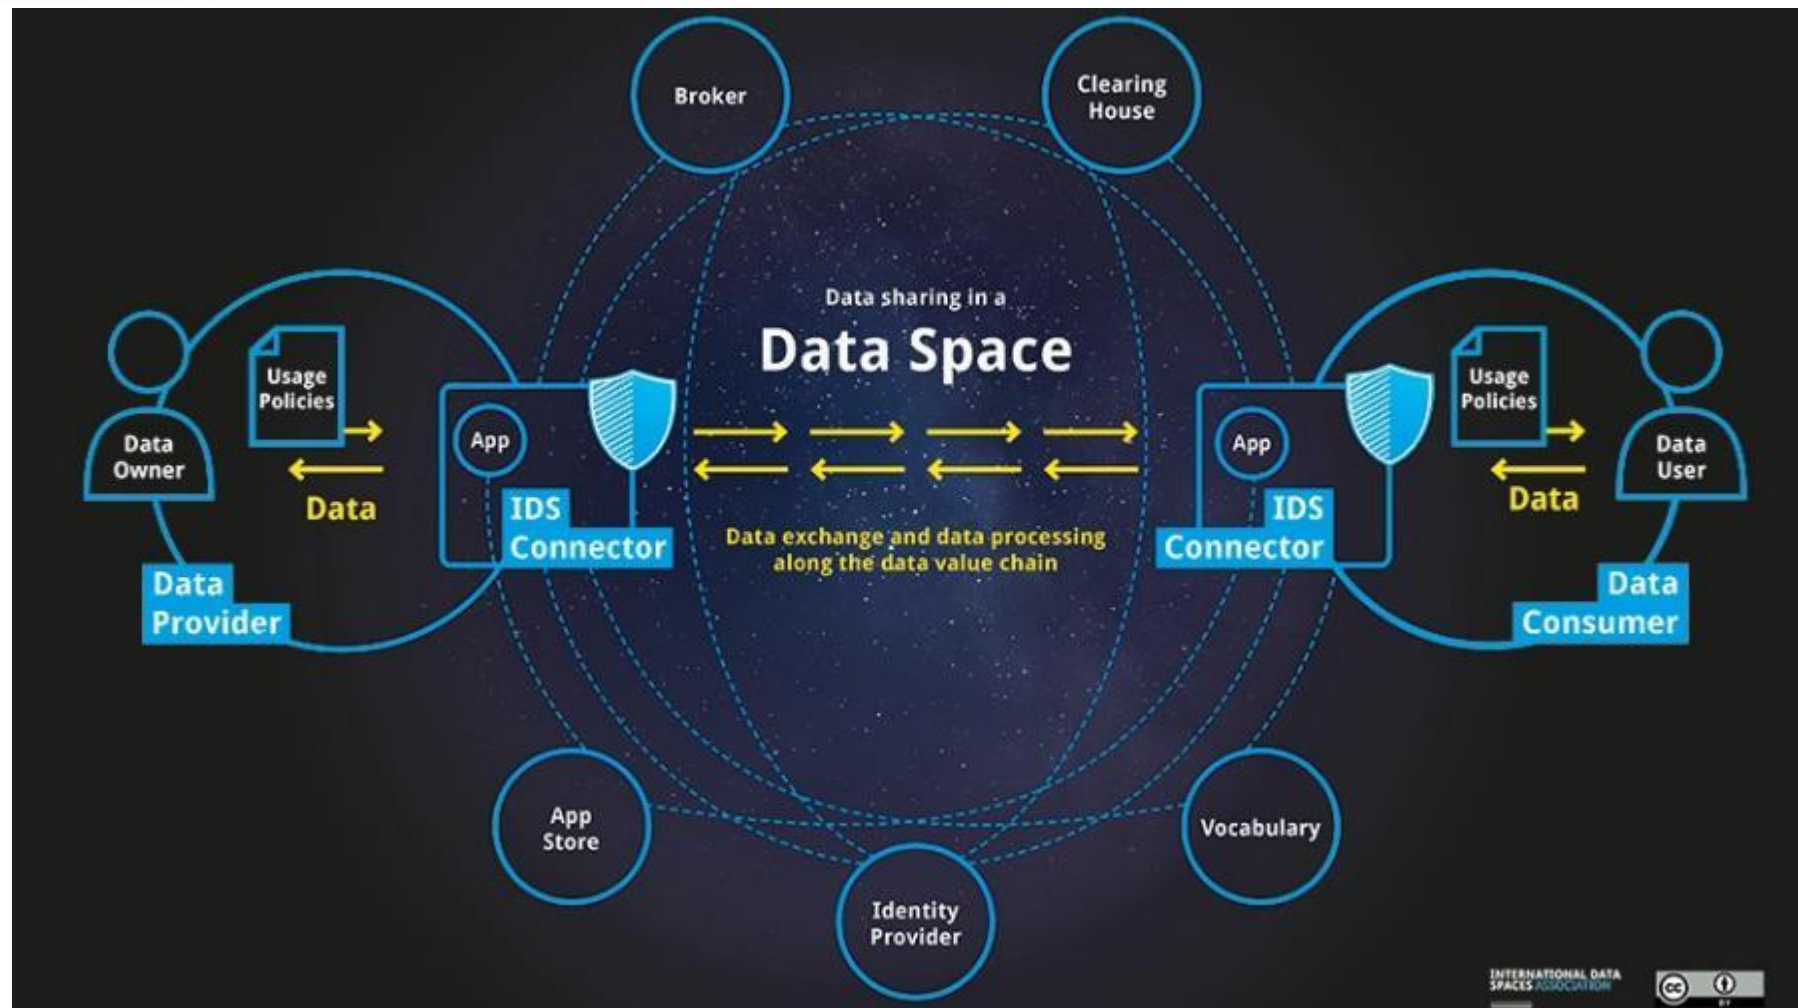 Broker
Clearing
House
Data sharing in a
Data Space
Usage
Policies
Data
Owner
Data
App
IDS
Connector
Data
Provider
Data exchange and data processing
along the data value chain
App
IDS
Connector
Usage
Policies
Data
User
Data
Data
Consumer
App
Store
Identity
Provider
Vocabulary
INTERNATIONAL DATA
SPACES ASSOCIATION
cc
BY